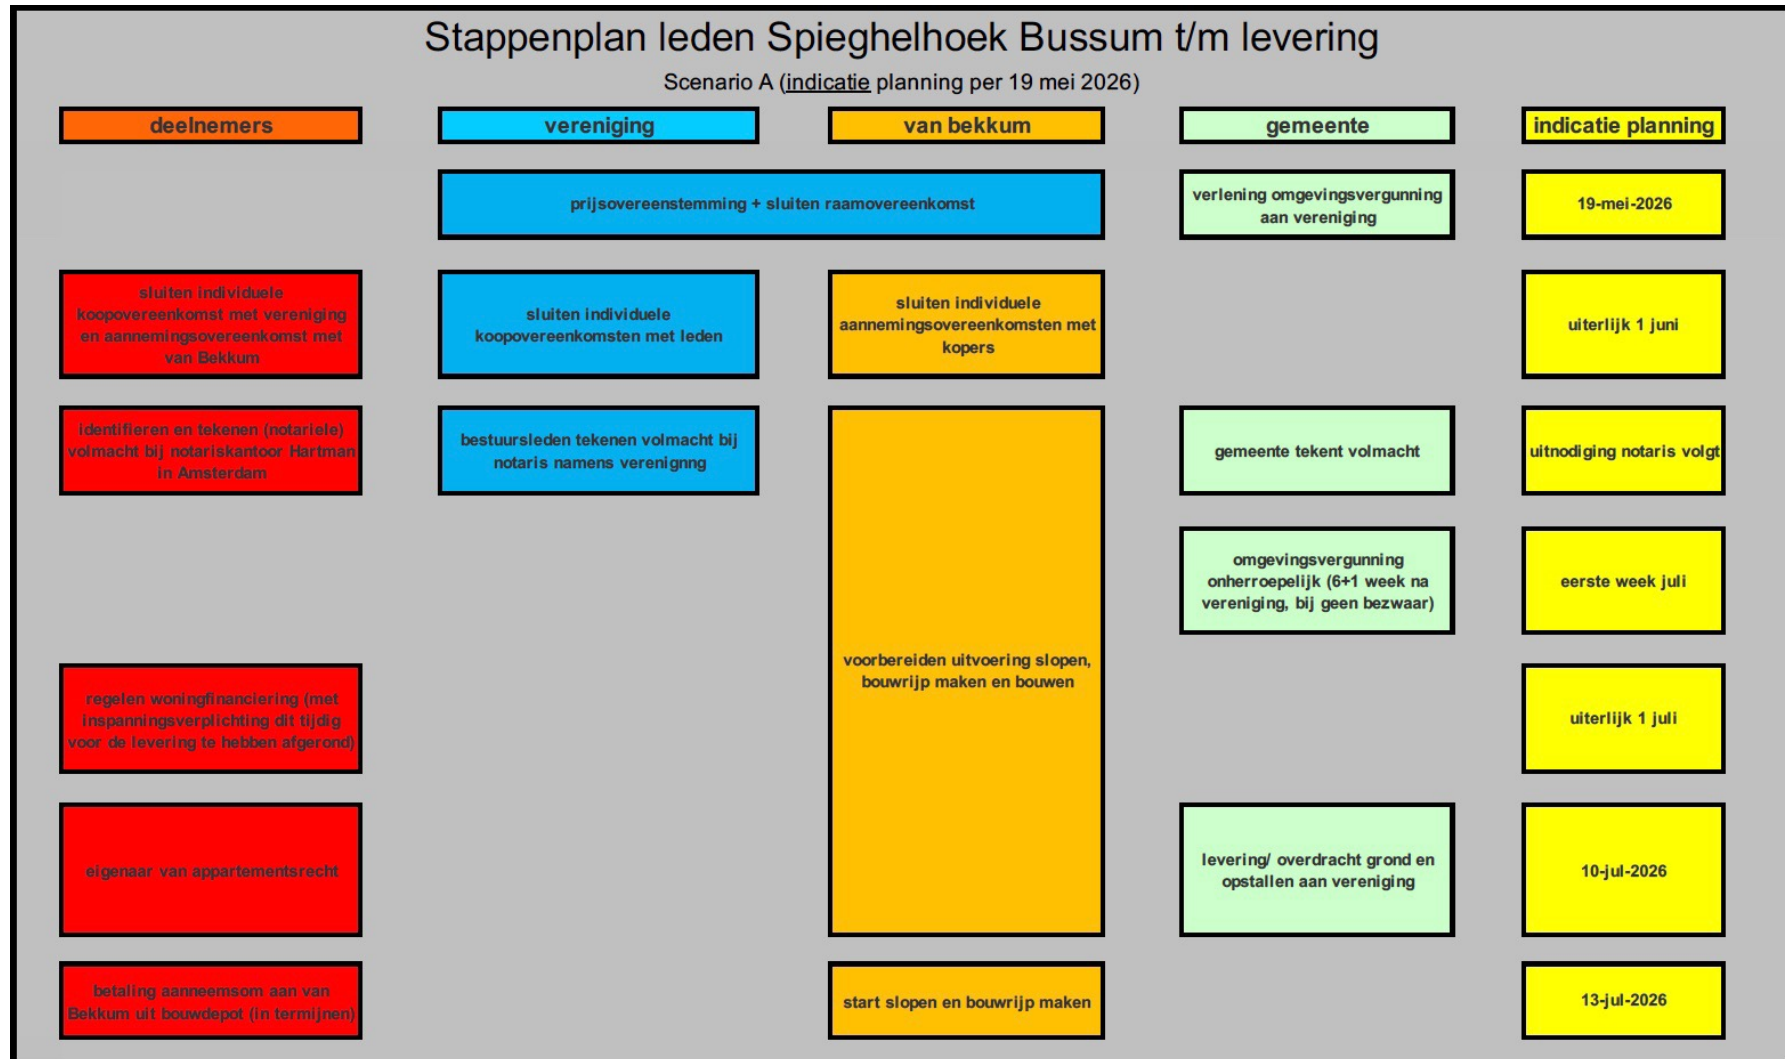 Stappenplan leden Spieghelhoek Bussum t/m levering
Scenario A (indicatie planning per 19 mei 2026)
deelnemers
vereniging
van bekkum
gemeente
indicatie planning
prijsovereenstemming + sluiten raamovereenkomst
verlening omgevingsvergunning
aan vereniging
19-mei-2026
sluiten individuele
koopovereenkomst met vereniging
en aannemingsovereenkomst met
van Bekkum
sluiten individuele
koopovereenkomsten met leden
sluiten individuele
aannemingsovereenkomsten met
kopers
uiterlijk 1 juni
identifieren en tekenen (notariele)
volmacht bij notariskantoor Hartman
in Amsterdam
bestuursleden tekenen volmacht bij
notaris namens verenignng
gemeente tekent volmacht
uitnodiging notaris volgt
omgevingsvergunning
onherroepelijk (6+1 week na
vereniging, bij geen bezwaar)
eerste week juli
voorbereiden uitvoering slopen,
bouwrijp maken en bouwen
regelen woningfinanciering (met
inspanningsverplichting dit tijdig
voor de levering te hebben afgerond)
uiterlijk 1 juli
eigenaar van appartementsrecht
levering/ overdracht grond en
opstallen aan vereniging
10-jul-2026
betaling aanneemsom aan van
Bekkum uit bouwdepot (in termijnen)
start slopen en bouwrijp maken
13-jul-2026